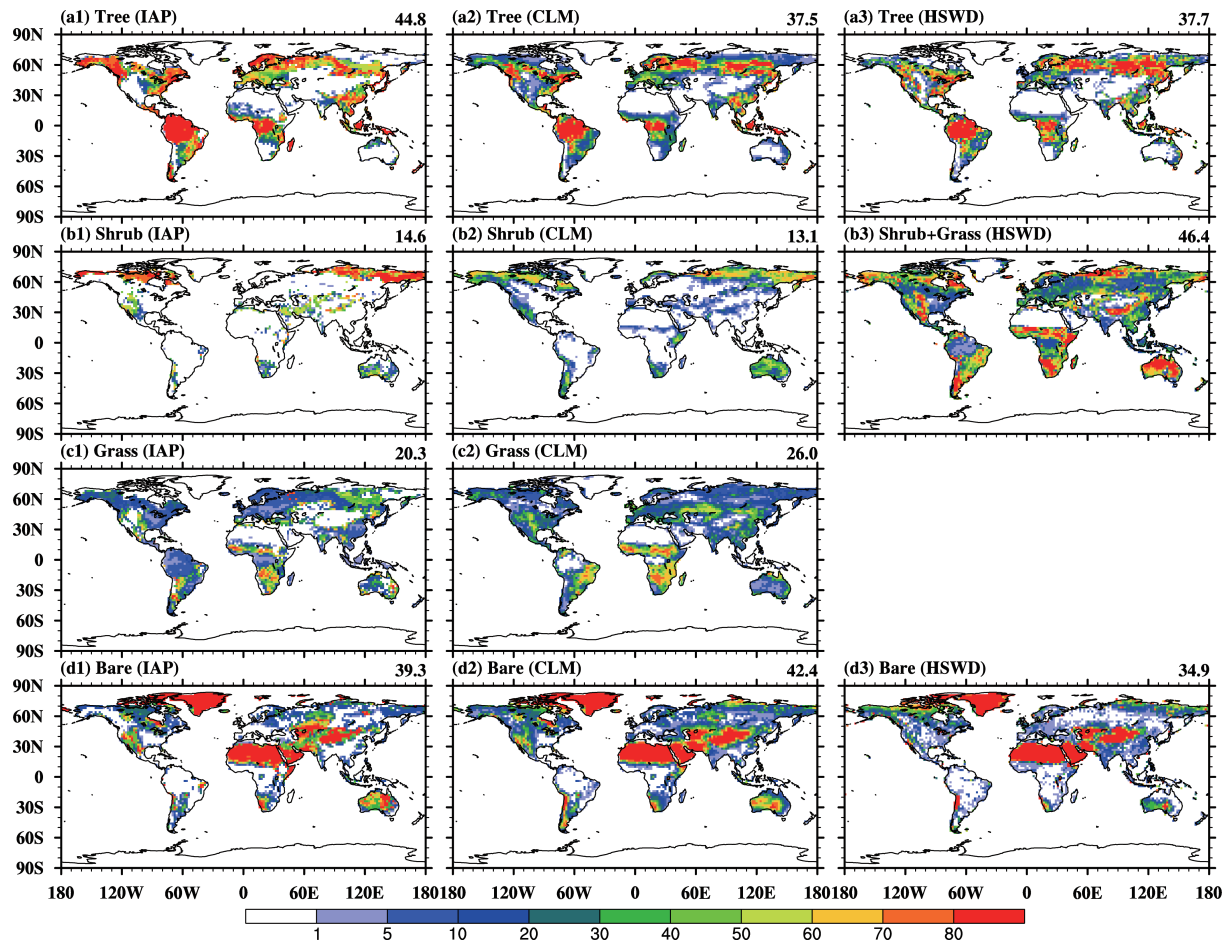 (a1) Tree (IAP) 44.8 (a2) Tree (CLM) 37.5 (a3) Tree (HSWD) 37.7
90N
60N
30N
0
30S
60S
90S
(b1) Shrub (IAP) 14.6 (b2) Shrub (CLM) 13.1 (b3) Shrub+Grass (HSWD) 46.4
90N
60N
30N
0
30S
60S
90S
(c1) Grass (IAP) 20.3 (c2) Grass (CLM) 26.0
90N
60N
30N
0
30S
60S
90S
(d1) Bare (IAP) 39.3 (d2) Bare (CLM) 42.4 (d3) Bare (HSWD) 34.9
90N
60N
30N
0
30S
60S
90S
180 120W 60W 0 60E 120E 180 120W 60W 0 60E 120E 180 120W 60W 0 60E 120E 180
1 5 10 20 30 40 50 60 70 80